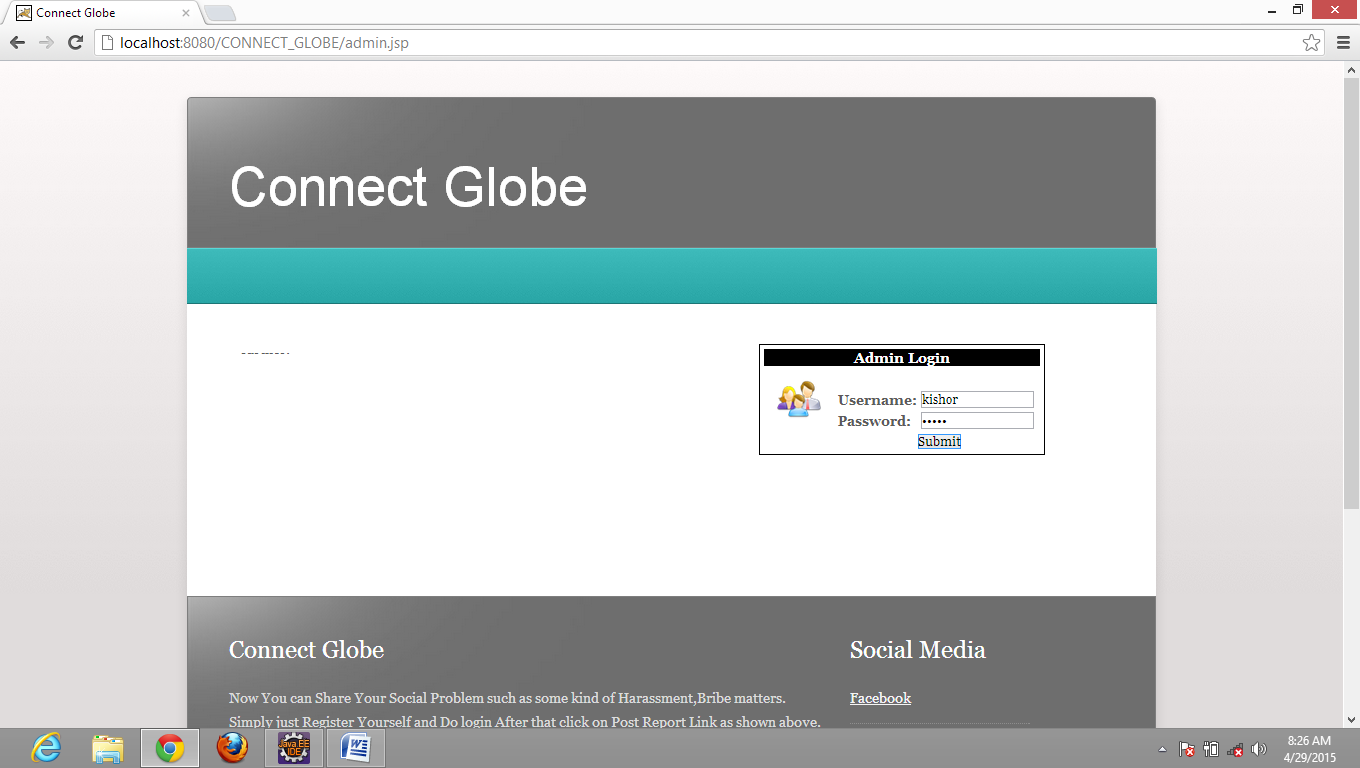 Connect Globe
localhost:8080/CONNECT_GLOBE/admin.jsp
Connect Globe
Admin Login
Username: kishor
Password: •••••
Submit
Connect Globe
Social Media
Now You can Share Your Social Problem such as some kind of Harassment,Bribe matters.
Facebook
Simply just Register Yourself and Do login After that click on Post Report Link as shown above.
Java EE
IDE
8:26 AM
4/29/2015